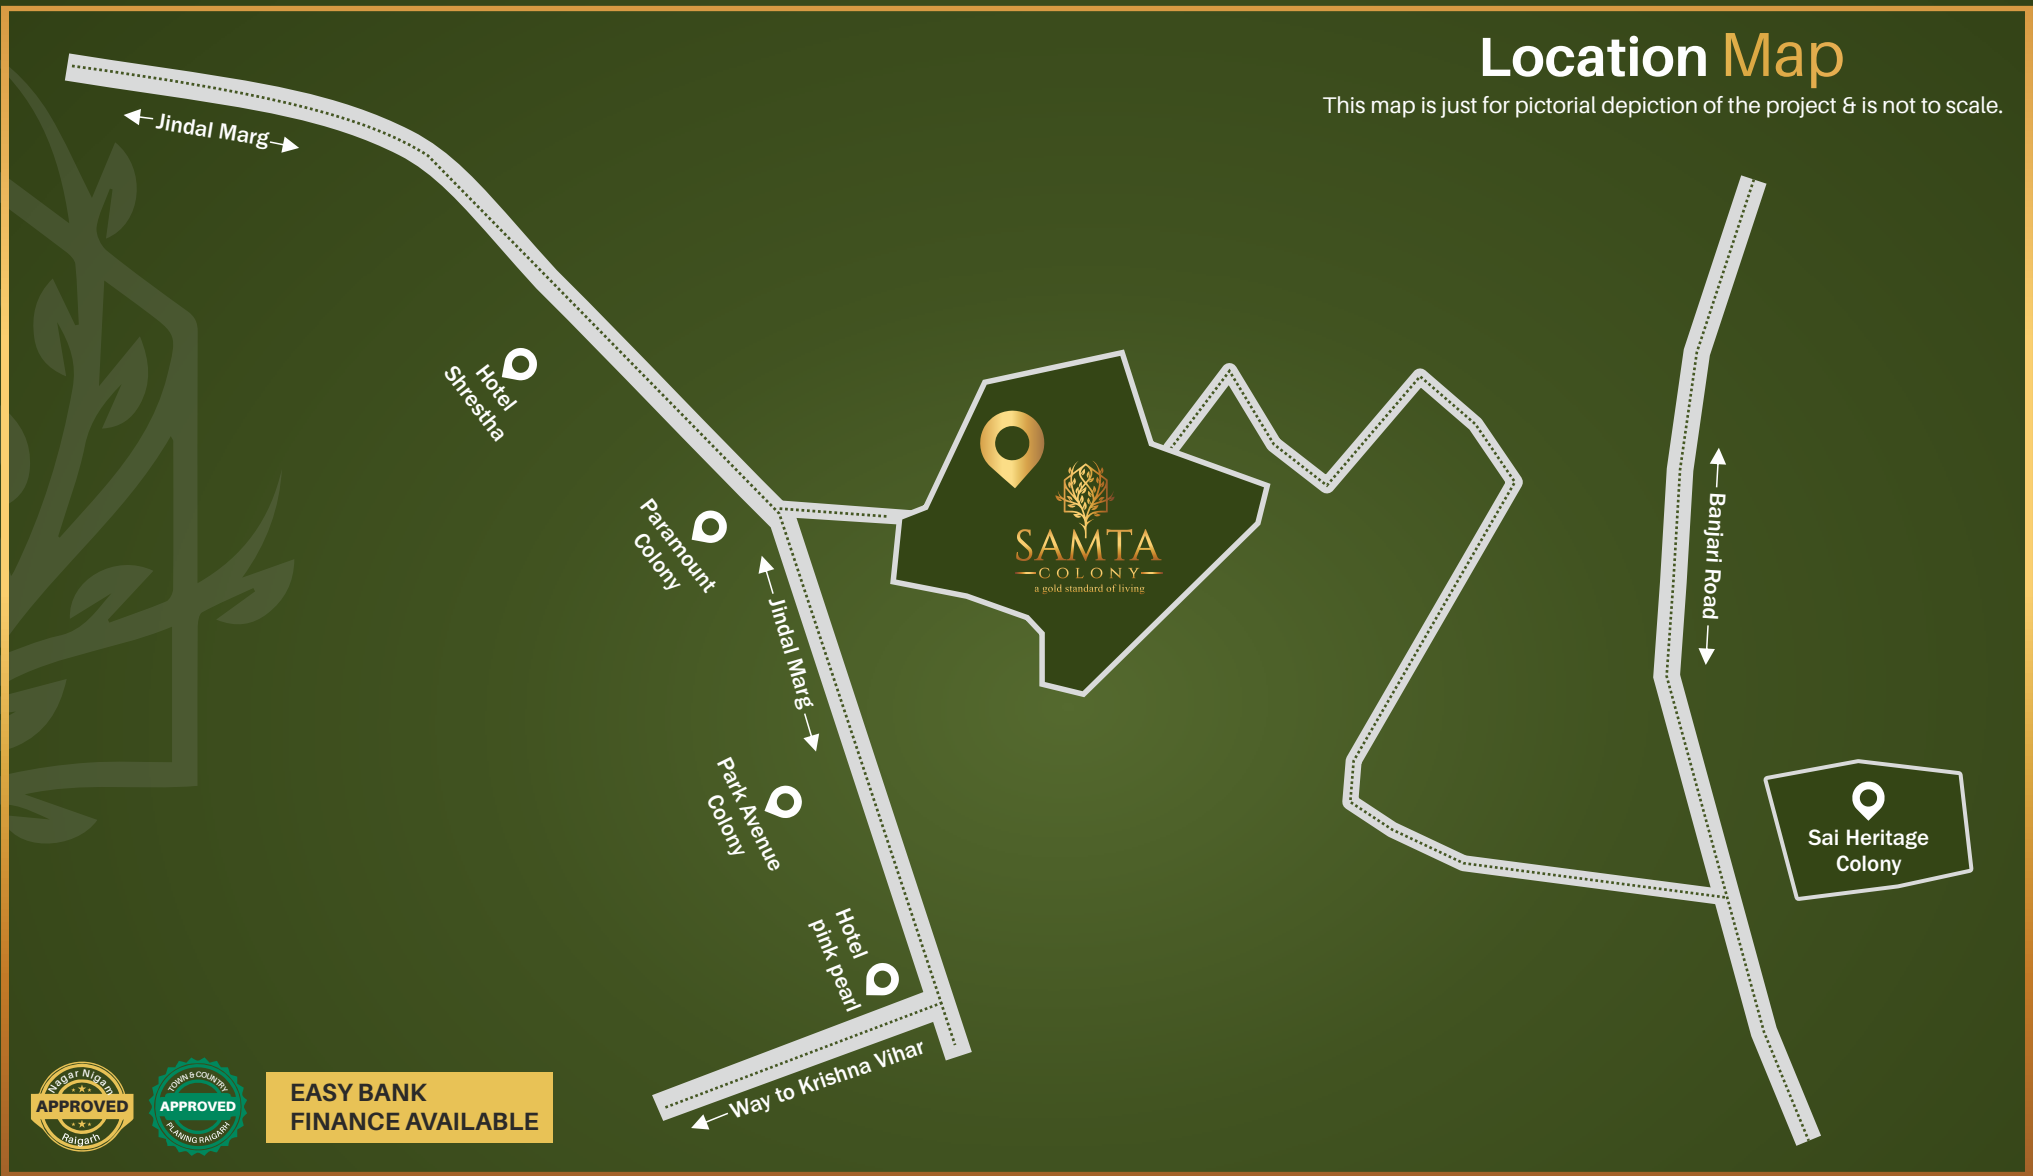 Location Map
This map is just for pictorial depiction of the project & is not to scale.
Jindal Marg
Hotel
Shrestha
Paramount
Colony
Jindal Marg
SAMTA
COLONY
a gold standard of living
Banjari Road
Park Avenue
Colony
Sai Heritage
Colony
Hotel
pink pearl
Way to Krishna Vihar
Nagar Nigam
APPROVED
Raigarh
TOWN & COUNTRY
APPROVED
PLANING RAIGARH
EASY BANK
FINANCE AVAILABLE